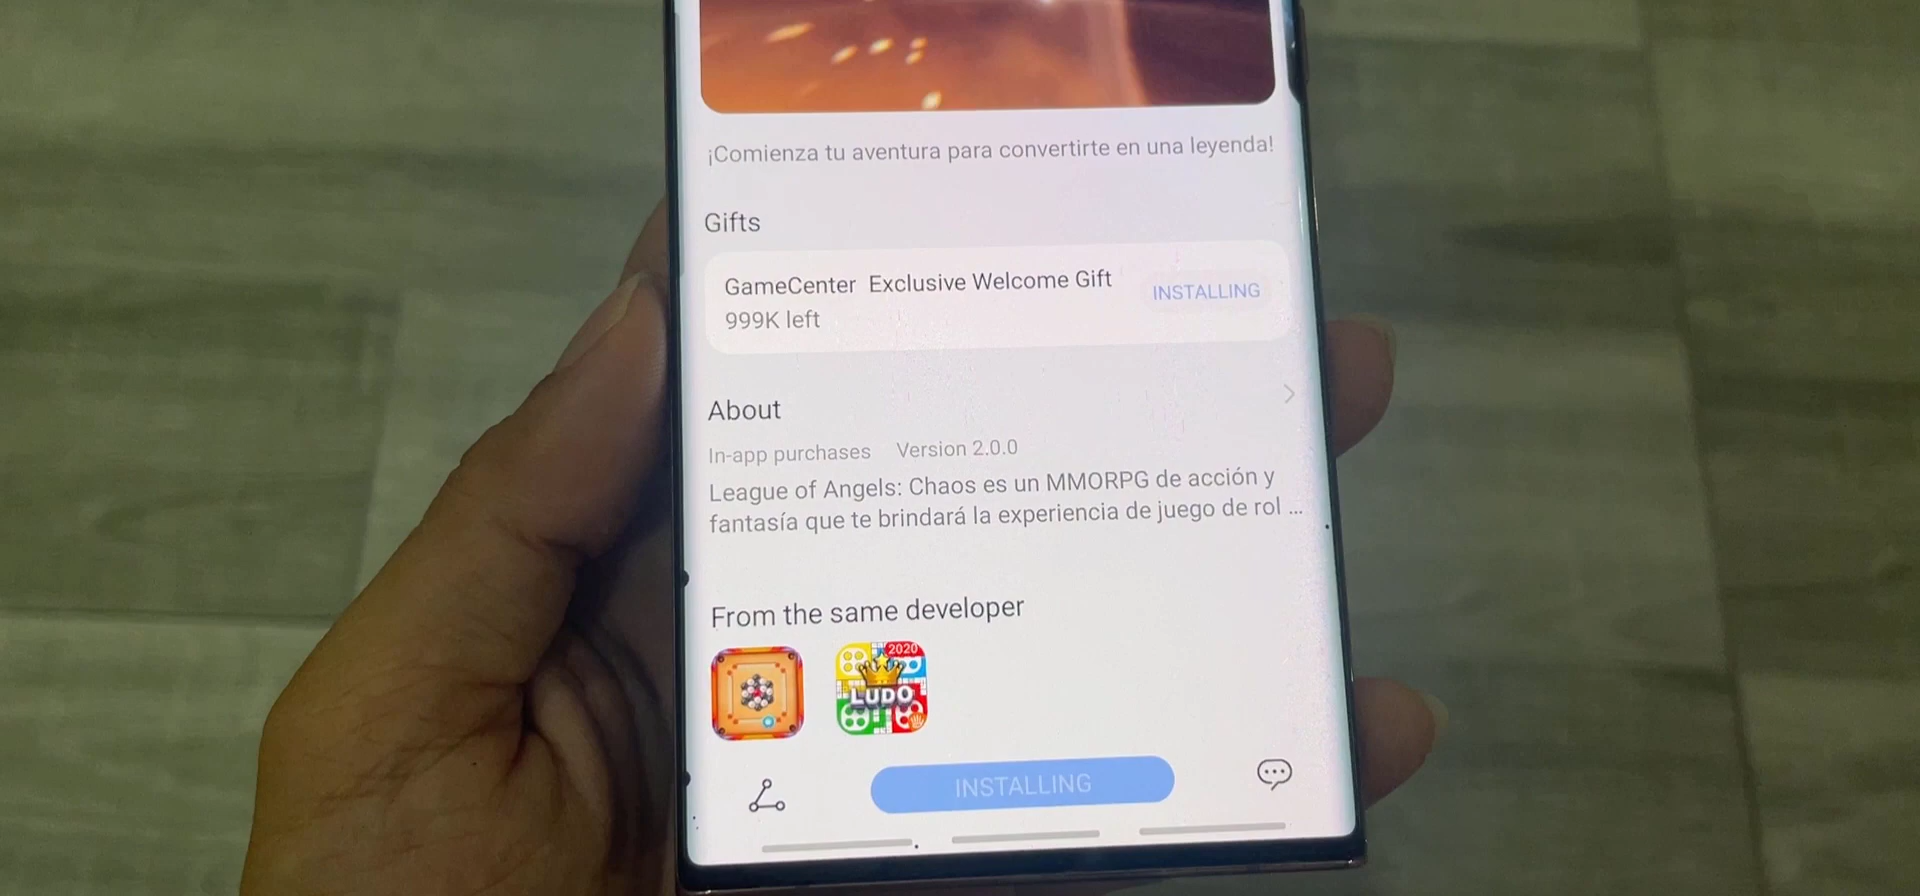 ¡Comienza tu aventura para convertirte en una leyenda!
Gifts
GameCenter Exclusive Welcome Gift
999K left
INSTALLING
About
In-app purchases Version 2.0.0
League of Angels: Chaos es un MMORPG de acción y
fantasía que te brindará la experiencia de juego de rol ...
From the same developer
2020
LUDO
INSTALLING